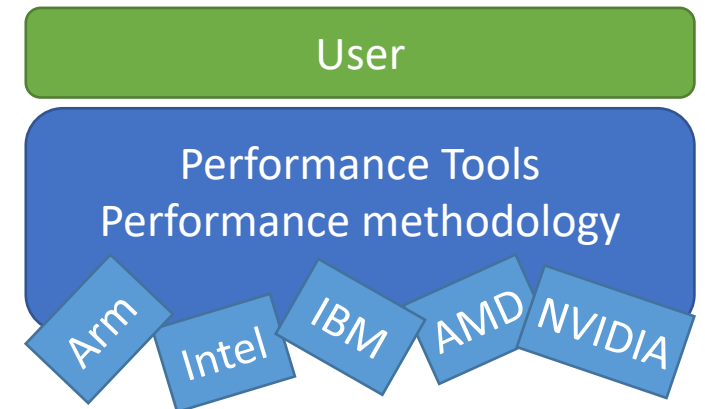 User
Performance Tools
Performance methodology
Arm
Intel
IBM
AMD
NVIDIA